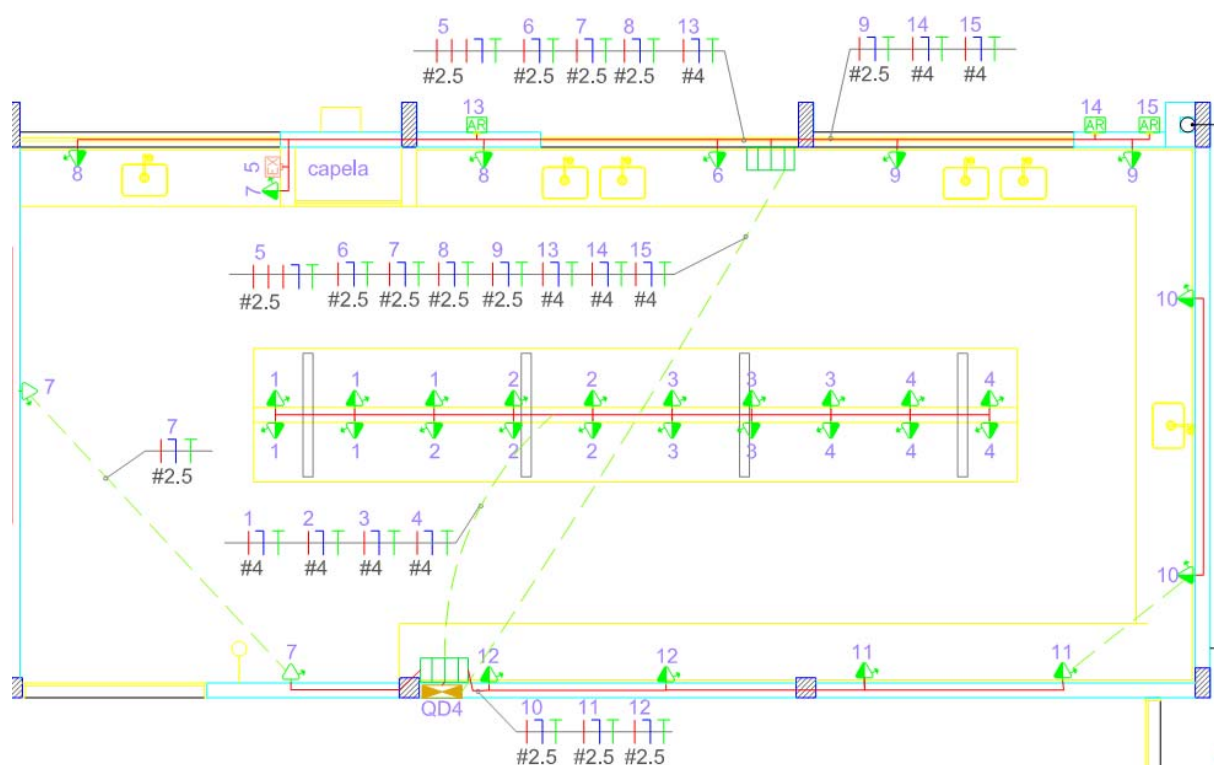 5 6 7 8 13
#2.5 #2.5 #2.5 #2.5 #4
9 14 15
#2.5 #4 #4
13 14 15
AR AR AR
8 5 7 capela 8 6 9 9
5 6 7 8 9 13 14 15
#2.5 #2.5 #2.5 #2.5 #2.5 #4 #4 #4
10
1 1 1 2 2 3 3 3 4 4
7
1 1 2 2 2 3 3 4 4 4
7
#2.5
1 2 3 4
#4 #4 #4 #4
10
7 12 12 11 11
QD4
10 11 12
#2.5 #2.5 #2.5